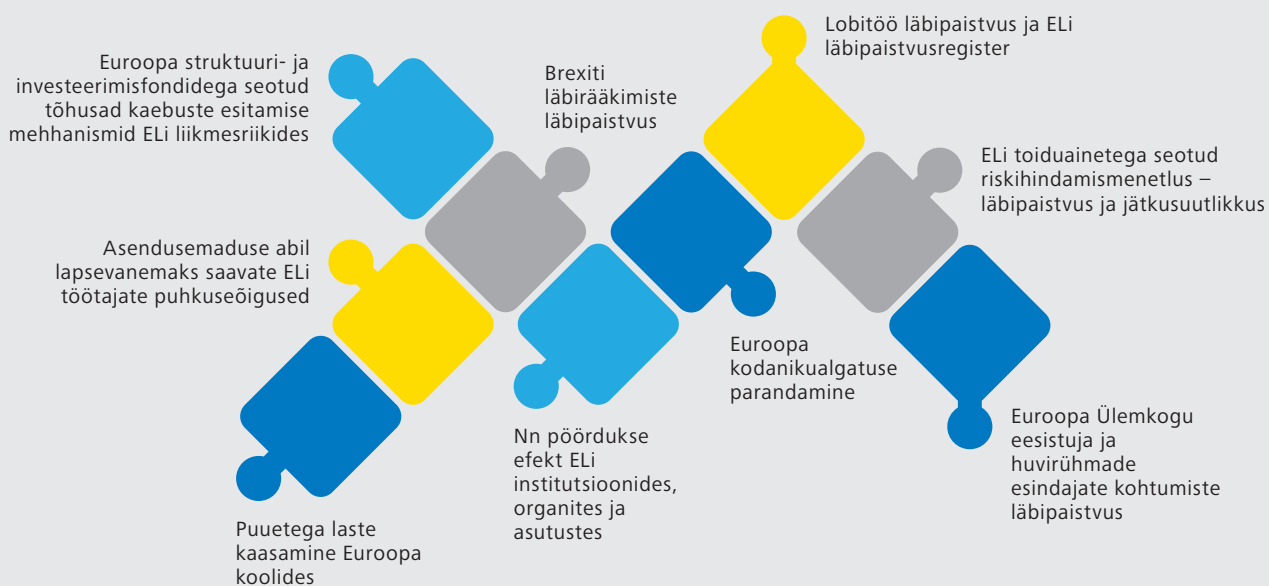 Euroopa struktuuri- ja
investeerimisfondidega seotud
tõhusad kaebuste esitamise
mehhanismid ELi liikmesriikides
Brexiti
läbirääkimiste
läbipaistvus
Lobitöö läbipaistvus ja ELi
läbipaistvusregister
ELi toiduainetega seotud
riskihindamismenetlus –
läbipaistvus ja jätkusuutlikkus
Asendusemaduse abil
lapsevanemaks saavate ELi
töötajate puhkuseõigused
Euroopa
kodanikualgatuse
parandamine
Euroopa Ülemkogu
eesistuja ja
huvirühmade
esindajate kohtumiste
läbipaistvus
Nn pöördukse
efekt ELi
institutsioonides,
organites ja
asutustes
Puuetega laste
kaasamine Euroopa
koolides